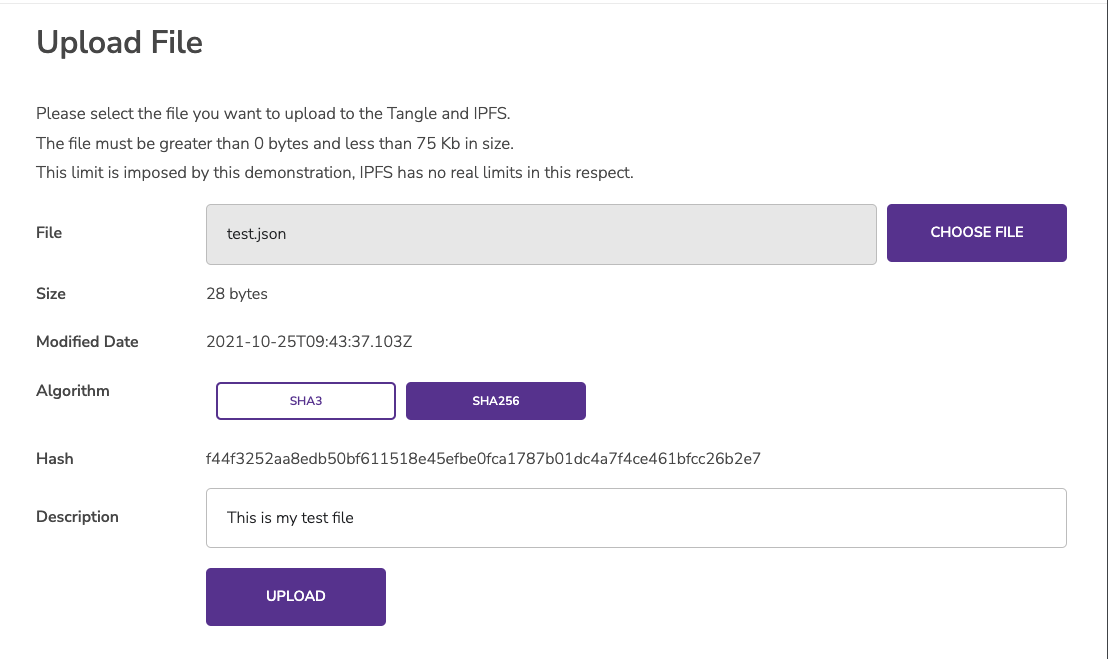 Upload File
Please select the file you want to upload to the Tangle and IPFS.
The file must be greater than 0 bytes and less than 75 Kb in size.
This limit is imposed by this demonstration, IPFS has no real limits in this respect.
File test.json CHOOSE FILE
Size 28 bytes
Modified Date 2021-10-25T09:43:37.103Z
Algorithm SHA3 SHA256
Hash f44f3252aa8edb50bf611518e45efbe0fca1787b01dc4a7f4ce461bfcc26b2e7
Description This is my test file
UPLOAD